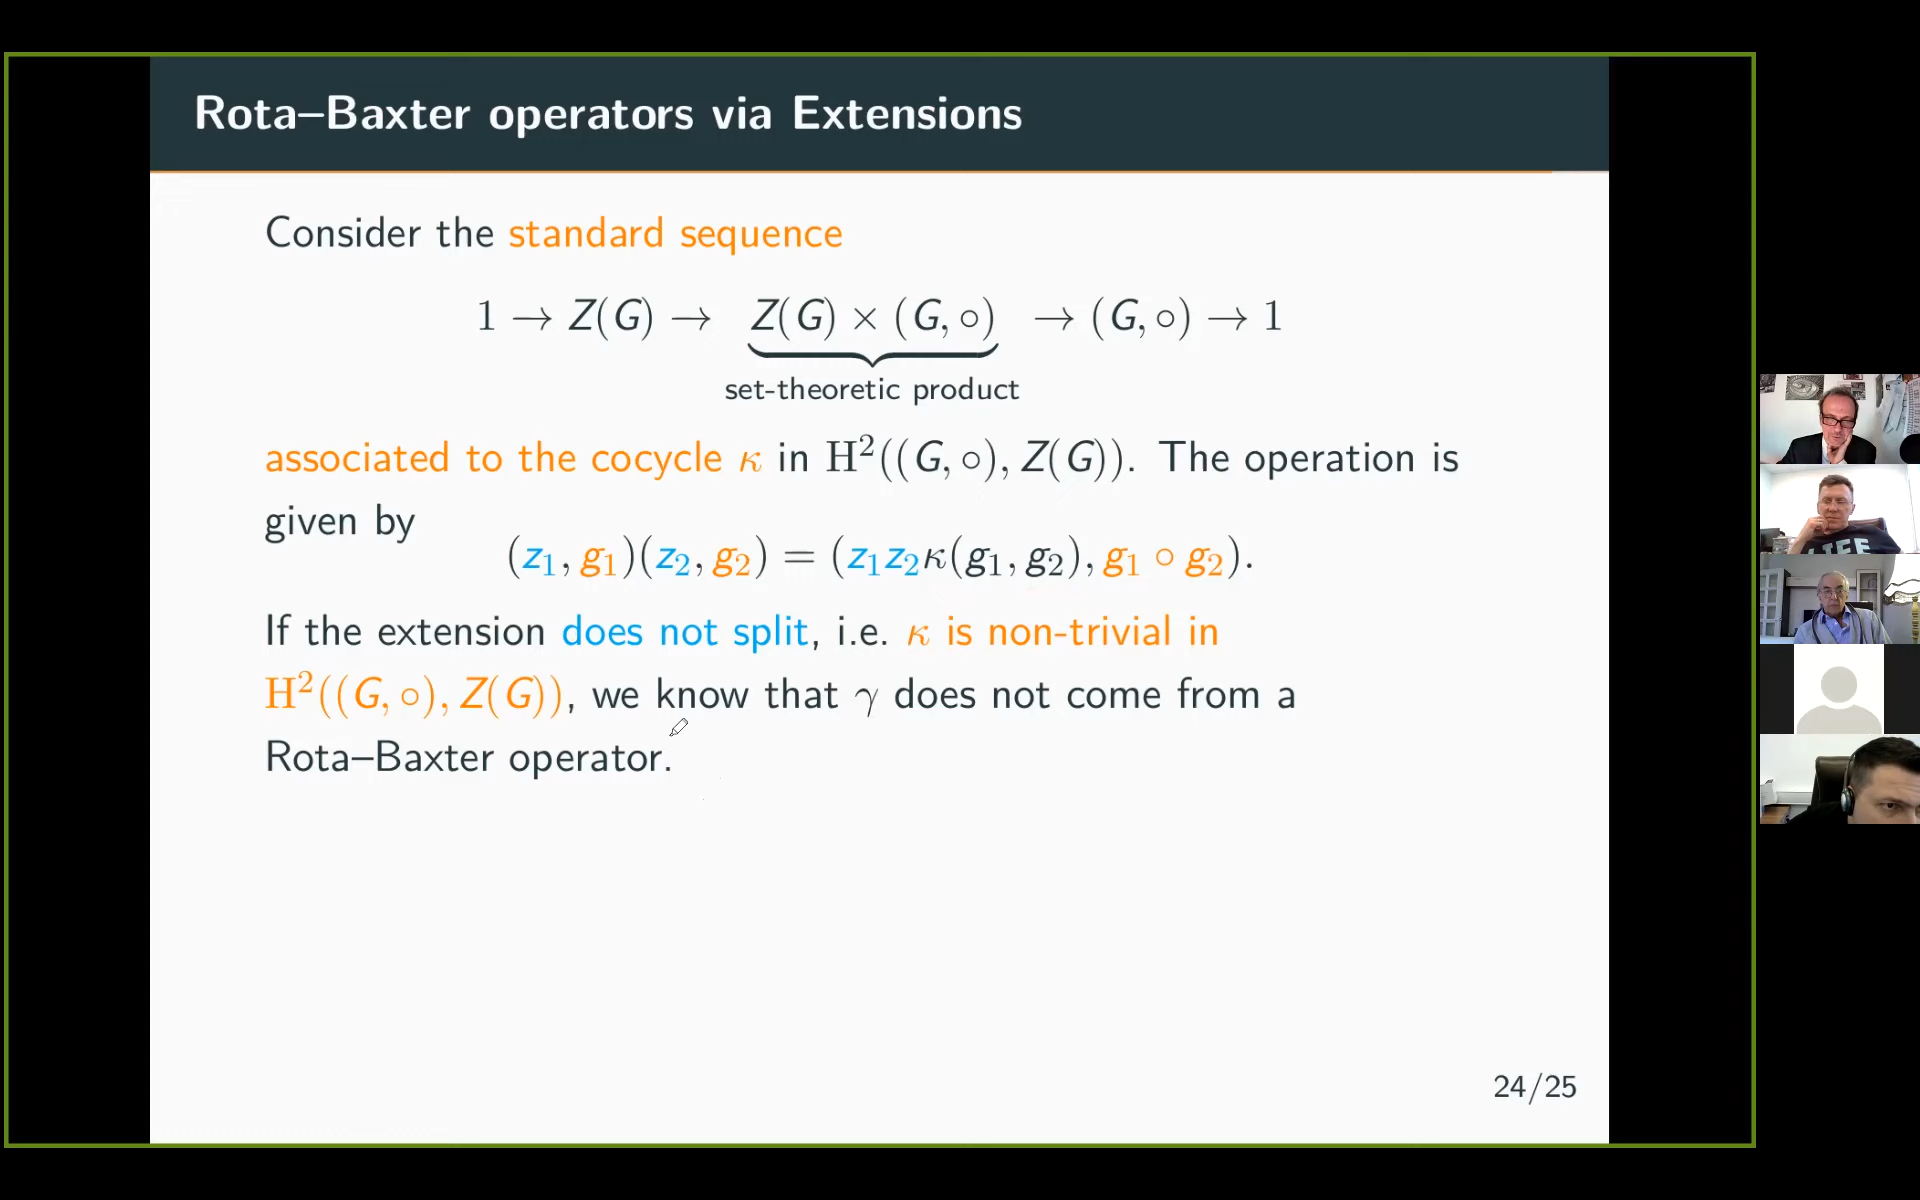 Rota–Baxter operators via Extensions
Consider the standard sequence
1 → Z(G) → Z(G) × (G, ∘) → (G, ∘) → 1
set-theoretic product
associated to the cocycle κ in H²((G, ∘), Z(G)). The operation is
given by
(z₁, g₁)(z₂, g₂) = (z₁z₂κ(g₁, g₂), g₁ ∘ g₂).
If the extension does not split, i.e. κ is non-trivial in
H²((G, ∘), Z(G)), we know that γ does not come from a
Rota–Baxter operator.
24/25
LIFE